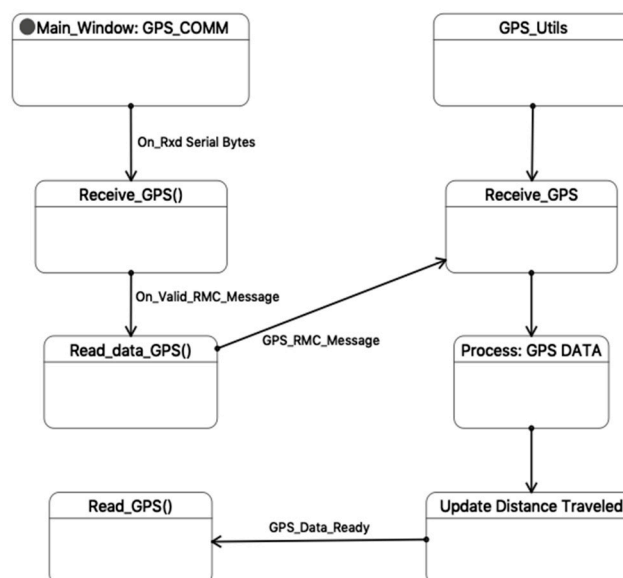 Main_Window: GPS_COMM
GPS_Utils
On_Rxd Serial Bytes
Receive_GPS()
Receive_GPS
On_Valid_RMC_Message
Read_data_GPS()
GPS_RMC_Message
Process: GPS DATA
Read_GPS()
GPS_Data_Ready
Update Distance Traveled